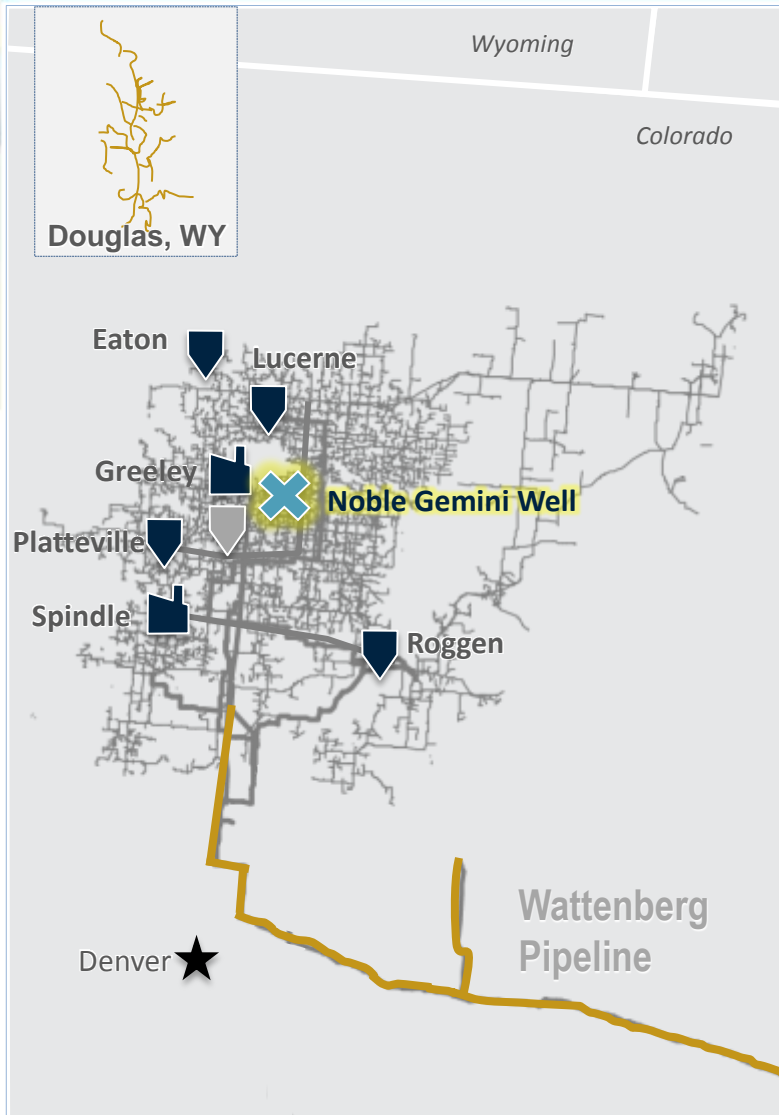 Wyoming
Colorado
Douglas, WY
Eaton
Lucerne
Greeley
Noble Gemini Well
Platteville
Spindle
Roggen
Wattenberg
Pipeline
Denver